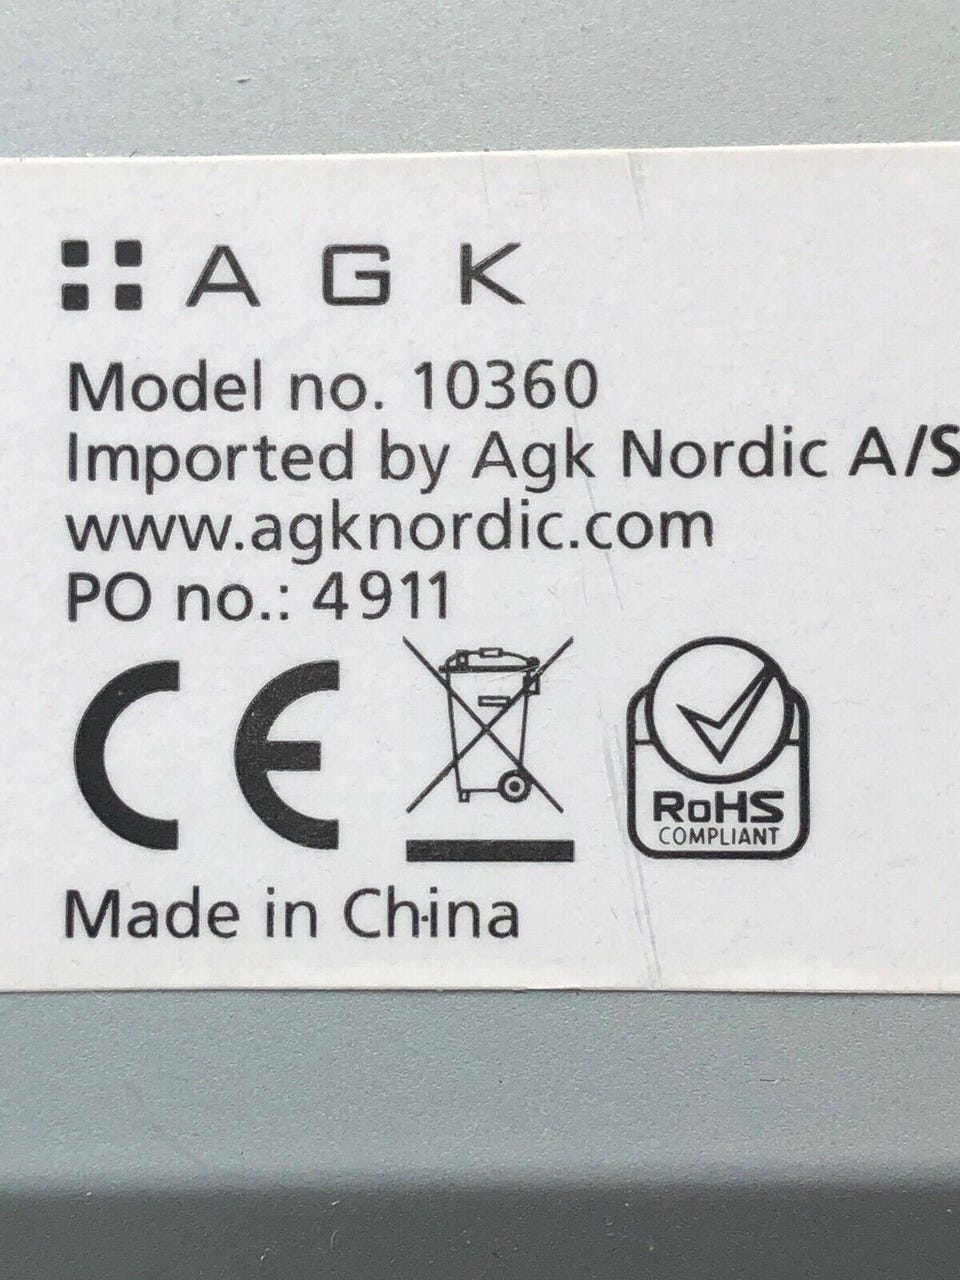 AGK
Model no. 10360
Imported by Agk Nordic A/S
www.agknordic.com
PO no.: 4911
CE
RoHS
COMPLIANT
Made in China